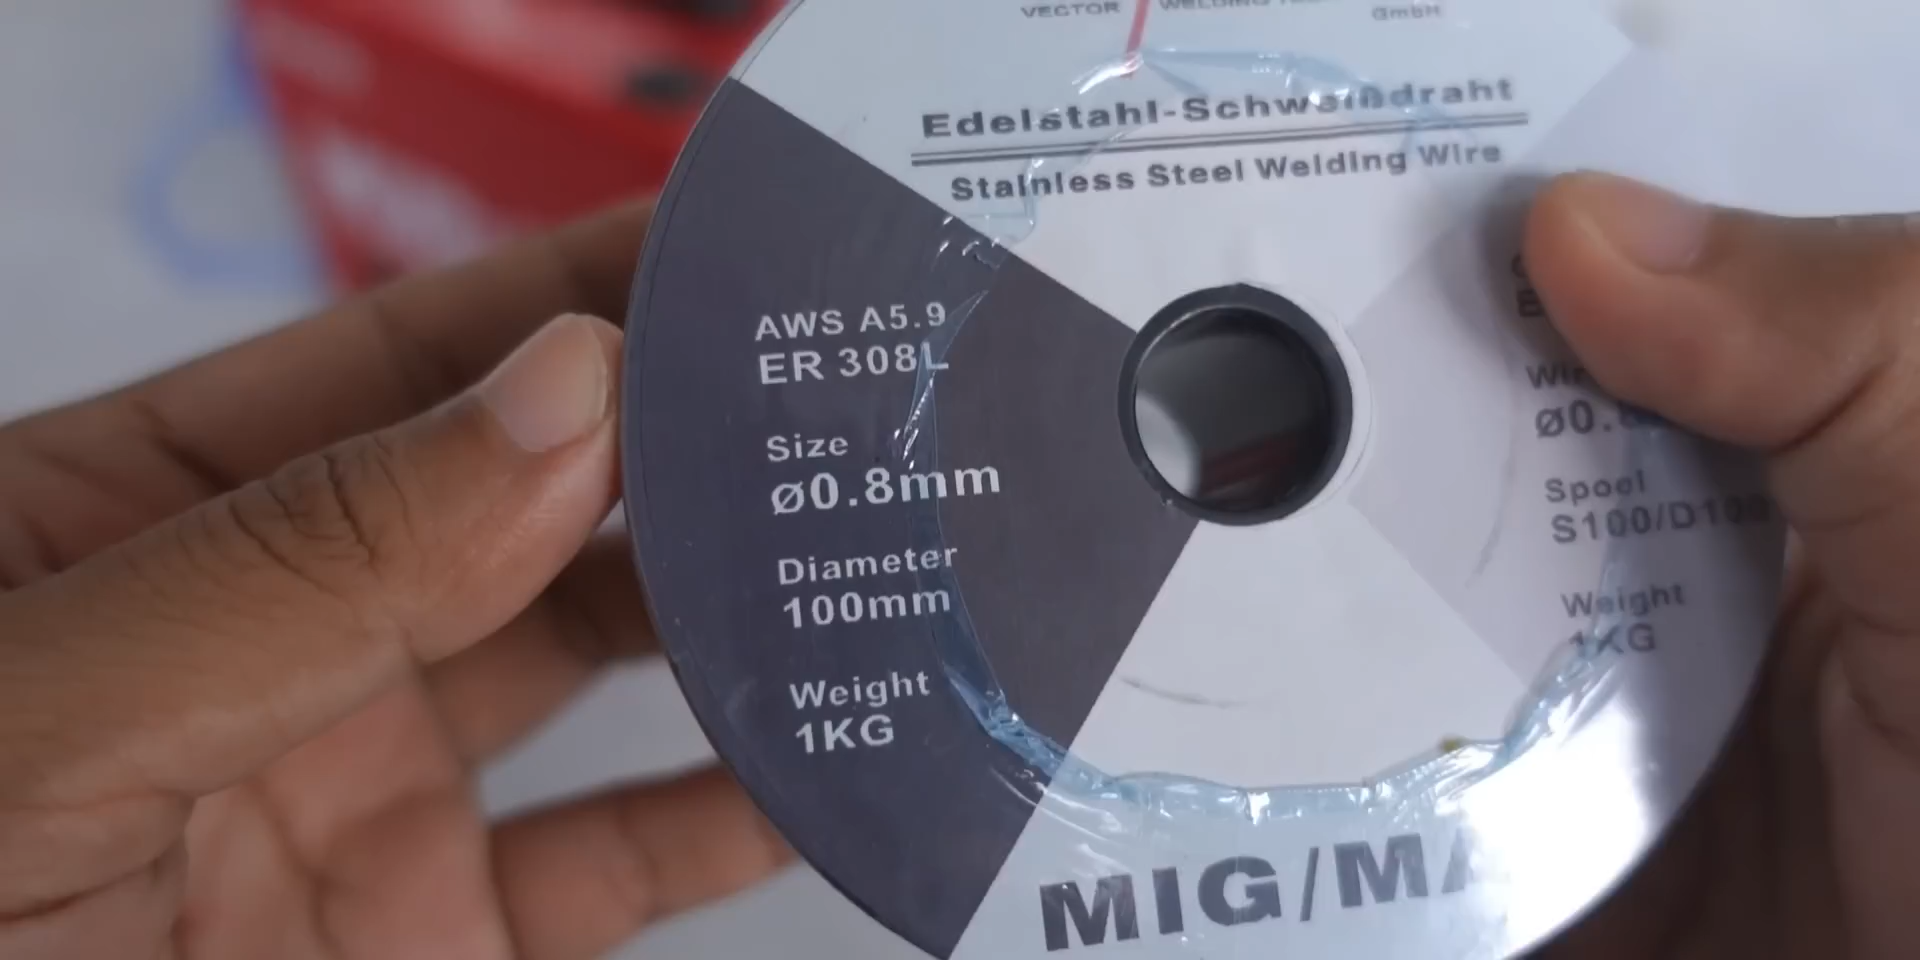 VECTOR WELDING GmbH
Edelstahl-Schweißdraht
Stainless Steel Welding Wire
AWS A5.9
ER 308L
Size
ø0.8mm
Diameter
100mm
Weight
1KG
ø0.
Spool
S100/D100
Weight
1KG
MIG/MA